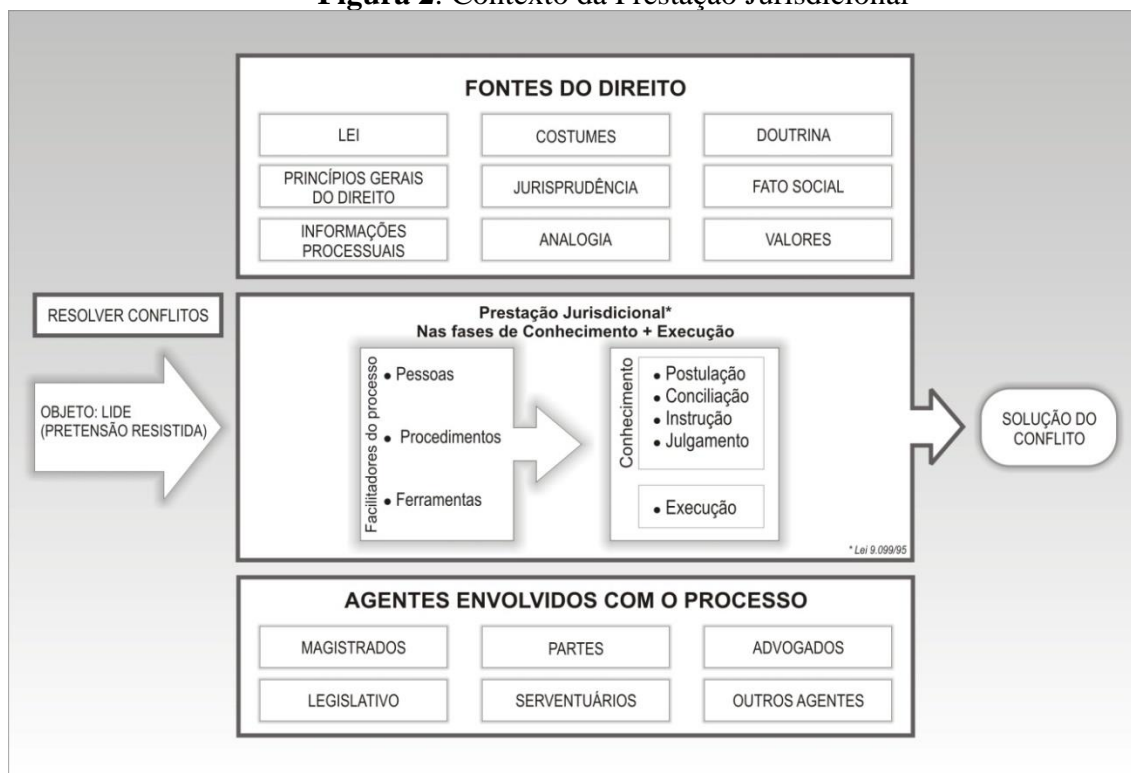 Figura 2: Contexto da Prestação Jurisdicional
FONTES DO DIREITO
LEI
COSTUMES
DOUTRINA
PRINCÍPIOS GERAIS
DO DIREITO
JURISPRUDÊNCIA
FATO SOCIAL
INFORMAÇÕES
PROCESSUAIS
ANALOGIA
VALORES
RESOLVER CONFLITOS
OBJETO: LIDE
(PRETENSÃO RESISTIDA)
Prestação Jurisdicional*
Nas fases de Conhecimento + Execução
Facilitadores do processo
• Pessoas
• Procedimentos
• Ferramentas
Conhecimento
• Postulação
• Conciliação
• Instrução
• Julgamento
• Execução
* Lei 9.099/95
SOLUÇÃO DO
CONFLITO
AGENTES ENVOLVIDOS COM O PROCESSO
MAGISTRADOS
PARTES
ADVOGADOS
LEGISLATIVO
SERVENTUÁRIOS
OUTROS AGENTES